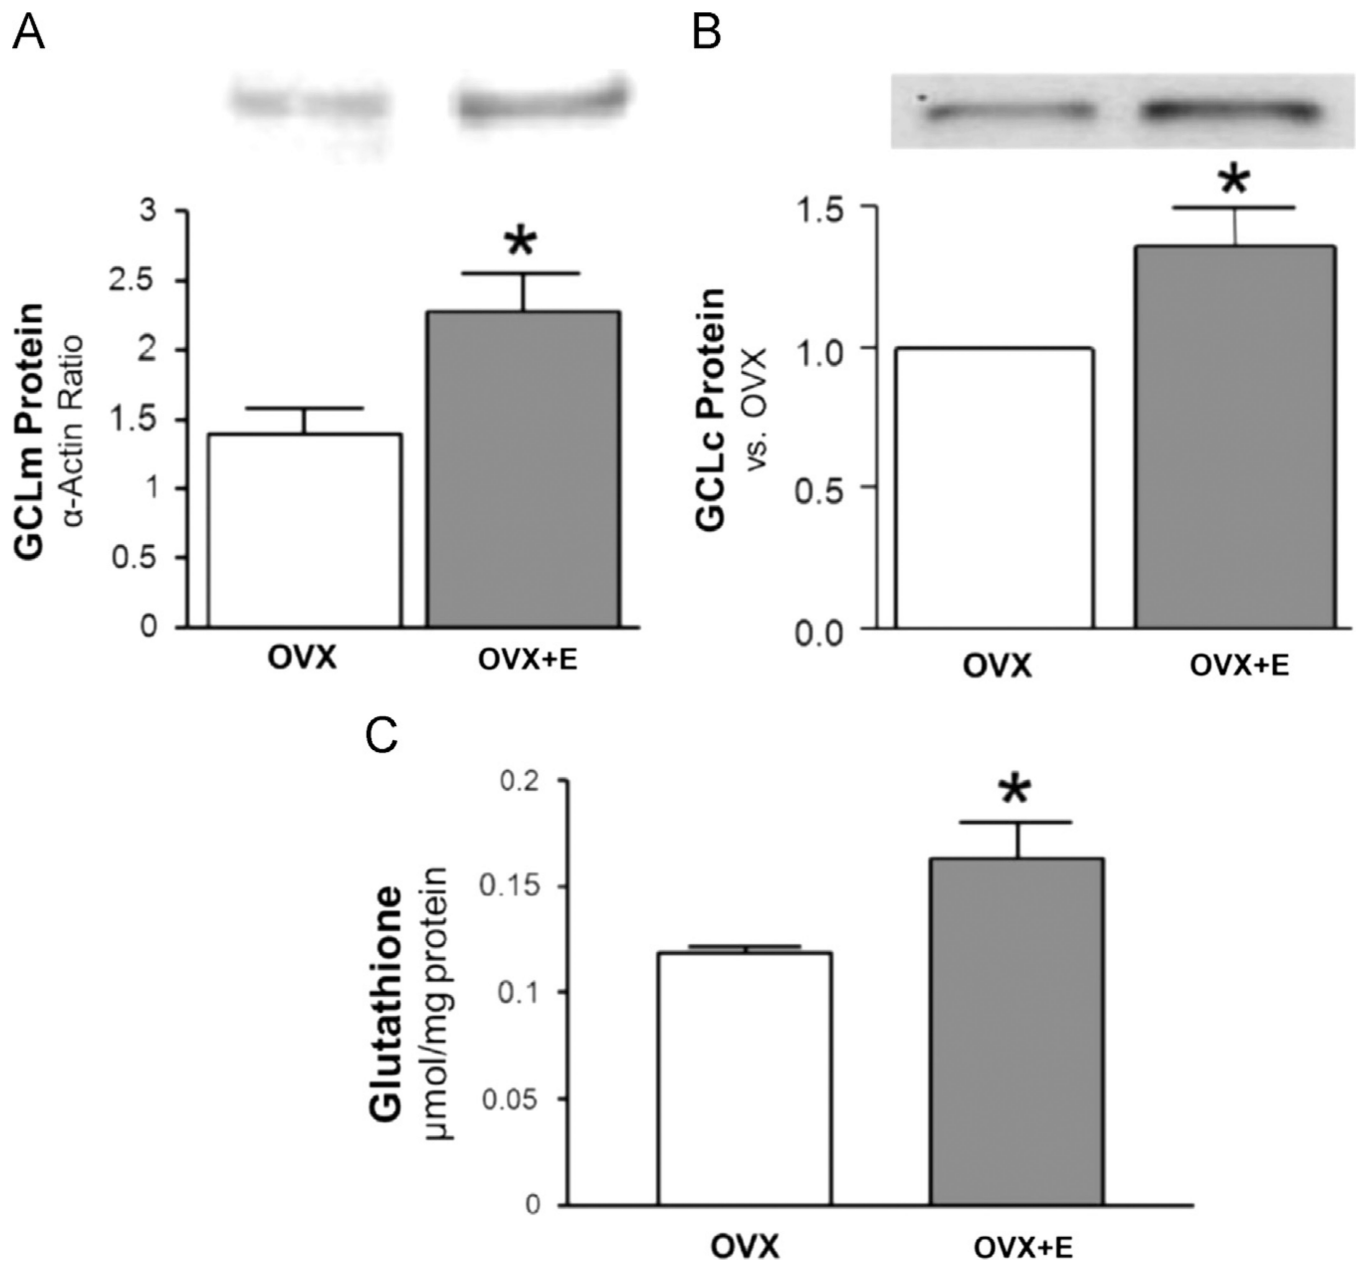 A
3
2.5
2
1.5
1
0.5
0
GCLm Protein
α-Actin Ratio
*
OVX
OVX+E
B
1.5
1.0
0.5
0.0
GCLc Protein
vs. OVX
*
OVX
OVX+E
C
0.2
0.15
0.1
0.05
0
Glutathione
µmol/mg protein
*
OVX
OVX+E